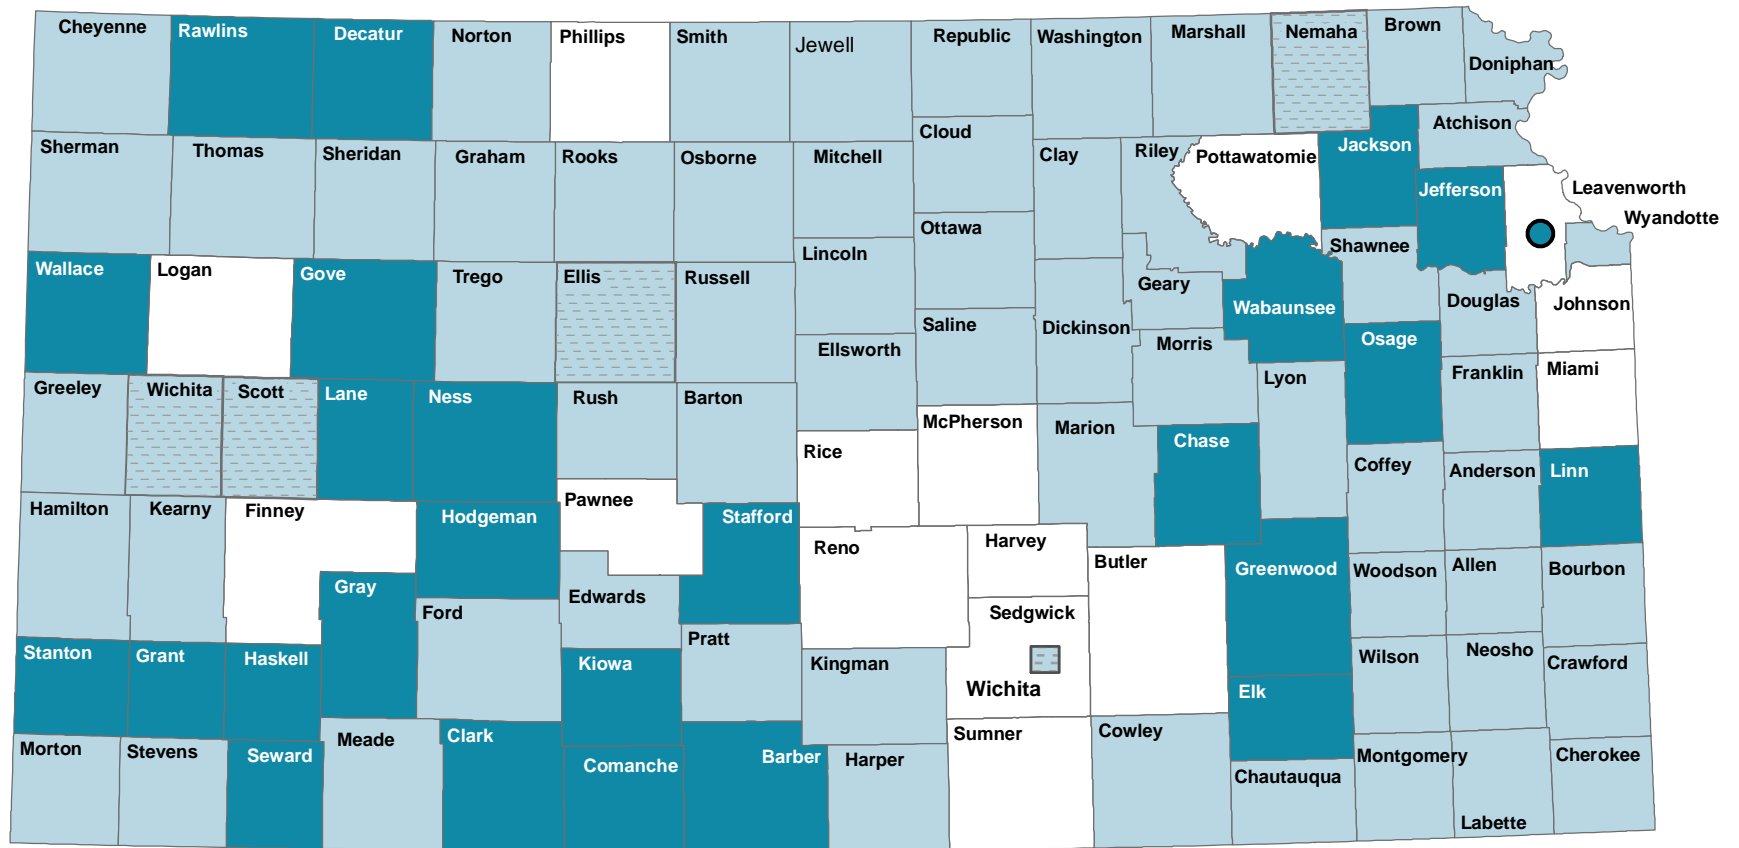 Cheyenne
Rawlins
Decatur
Norton
Phillips
Smith
Jewell
Republic
Washington
Marshall
Nemaha
Brown
Doniphan
Sherman
Thomas
Sheridan
Graham
Rooks
Osborne
Mitchell
Cloud
Clay
Riley
Pottawatomie
Jackson
Atchison
Jefferson
Leavenworth
Wyandotte
Wallace
Logan
Gove
Trego
Ellis
Russell
Lincoln
Ottawa
Saline
Dickinson
Geary
Wabaunsee
Shawnee
Douglas
Johnson
Greeley
Wichita
Scott
Lane
Ness
Rush
Barton
Ellsworth
McPherson
Marion
Morris
Lyon
Osage
Franklin
Miami
Hamilton
Kearny
Finney
Hodgeman
Pawnee
Stafford
Rice
Reno
Harvey
Butler
Chase
Coffey
Anderson
Linn
Gray
Ford
Edwards
Pratt
Sedgwick
Wichita
Greenwood
Woodson
Allen
Bourbon
Stanton
Grant
Haskell
Kiowa
Kingman
Elk
Wilson
Neosho
Crawford
Morton
Stevens
Seward
Meade
Clark
Comanche
Barber
Harper
Sumner
Cowley
Chautauqua
Montgomery
Labette
Cherokee